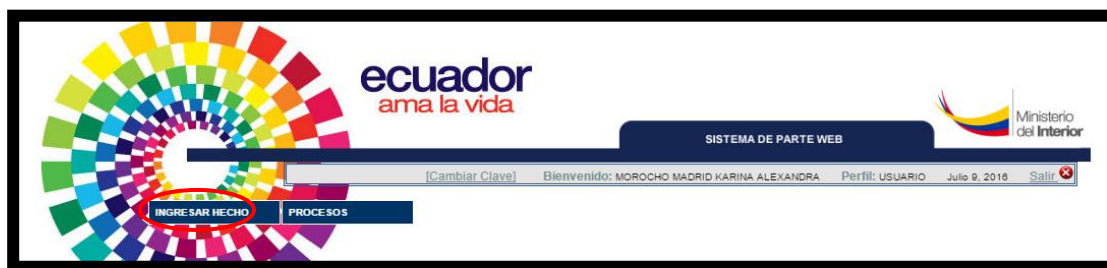 ecuador
ama la vida
Ministerio
del Interior
SISTEMA DE PARTE WEB
[Cambiar Clave] Bienvenido: MOROCHO MADRID KARINA ALEXANDRA Perfil: USUARIO Julio 9, 2016 Salir
INGRESAR HECHO PROCESOS